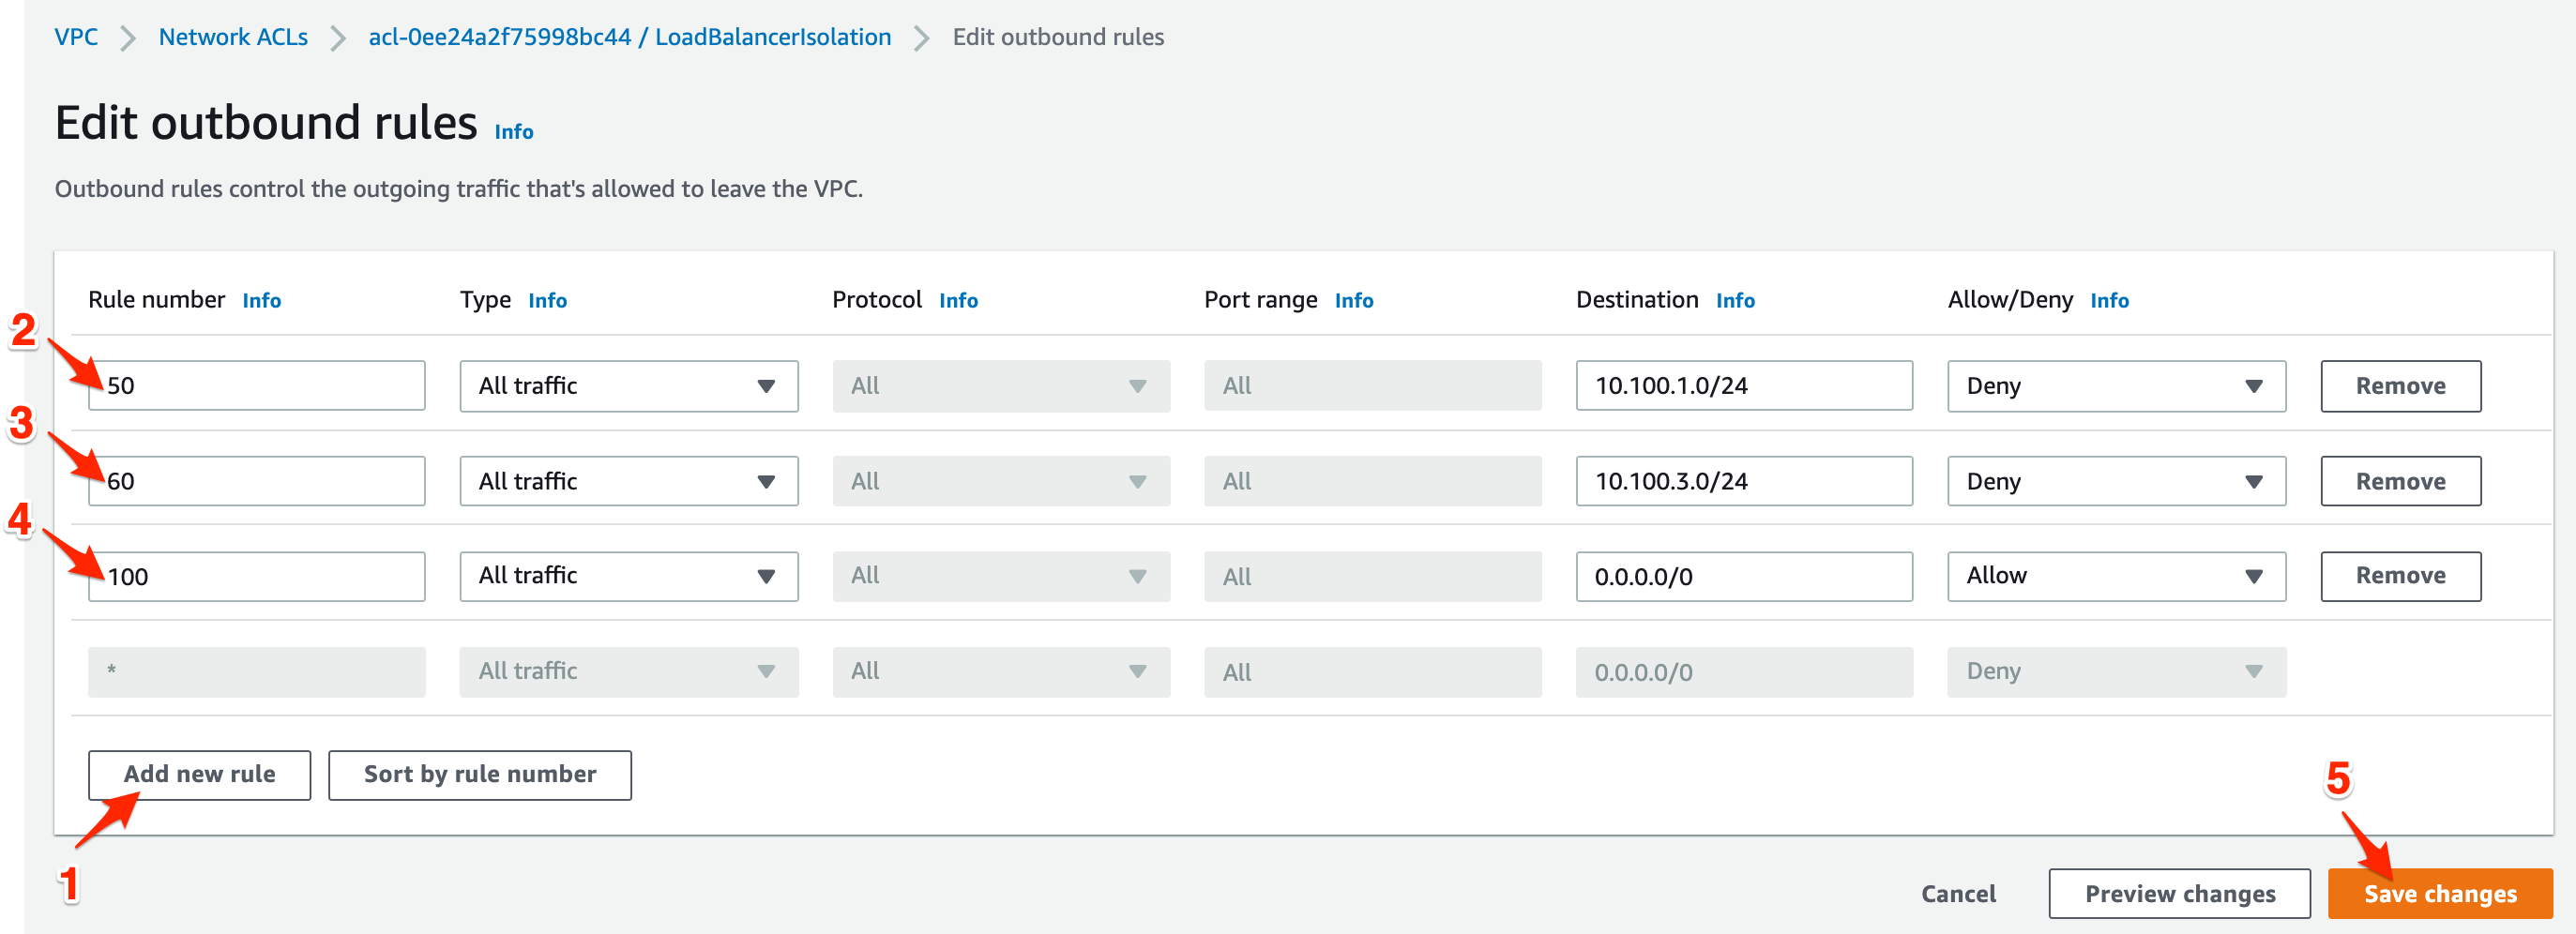 VPC > Network ACLs > acl-0ee24a2f75998bc44 / LoadBalancerIsolation > Edit outbound rules
Edit outbound rules Info
Outbound rules control the outgoing traffic that's allowed to leave the VPC.
Rule number Info Type Info Protocol Info Port range Info Destination Info Allow/Deny Info
2
50 All traffic All All 10.100.1.0/24 Deny Remove
3
60 All traffic All All 10.100.3.0/24 Deny Remove
4
100 All traffic All All 0.0.0.0/0 Allow Remove
* All traffic All All 0.0.0.0/0 Deny
Add new rule Sort by rule number
5
1
Cancel Preview changes Save changes